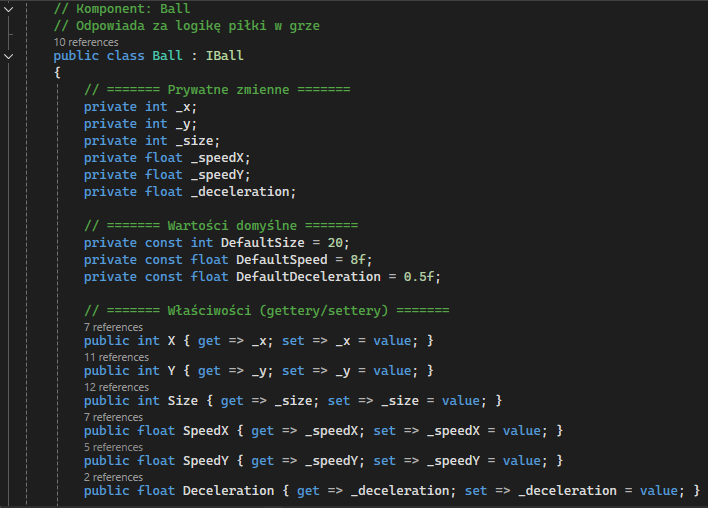 // Komponent: Ball
// Odpowiada za logikę piłki w grze
10 references
public class Ball : IBall
{
// ======= Prywatne zmienne =======
private int _x;
private int _y;
private int _size;
private float _speedX;
private float _speedY;
private float _deceleration;
// ======= Wartości domyślne =======
private const int DefaultSize = 20;
private const float DefaultSpeed = 8f;
private const float DefaultDeceleration = 0.5f;
// ======= Właściwości (gettery/settery) =======
7 references
public int X { get => _x; set => _x = value; }
11 references
public int Y { get => _y; set => _y = value; }
12 references
public int Size { get => _size; set => _size = value; }
7 references
public float SpeedX { get => _speedX; set => _speedX = value; }
5 references
public float SpeedY { get => _speedY; set => _speedY = value; }
2 references
public float Deceleration { get => _deceleration; set => _deceleration = value; }